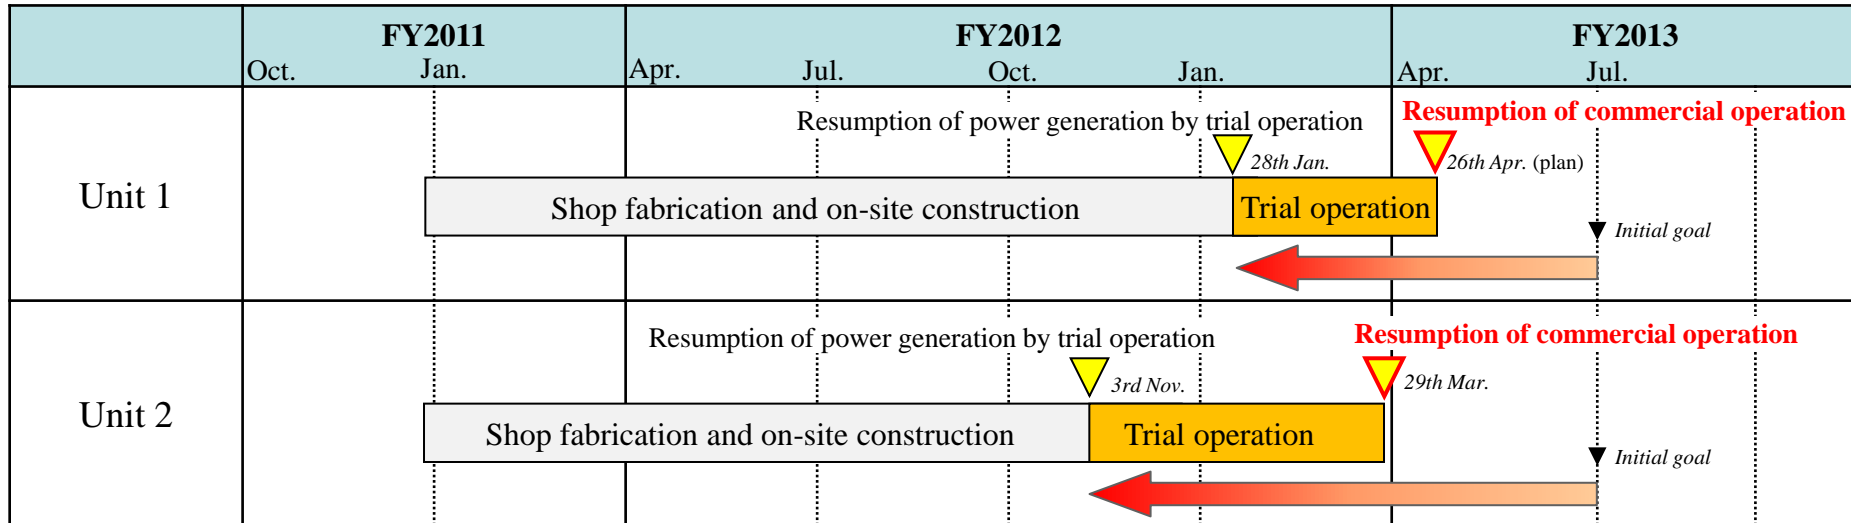 FY2011 FY2012 FY2013
Oct. Jan. Apr. Jul. Oct. Jan. Apr. Jul.
Unit 1
Resumption of commercial operation
Resumption of power generation by trial operation
28th Jan. 26th Apr. (plan)
Shop fabrication and on-site construction Trial operation
Initial goal
Unit 2
Resumption of commercial operation
Resumption of power generation by trial operation
3rd Nov. 29th Mar.
Shop fabrication and on-site construction Trial operation
Initial goal